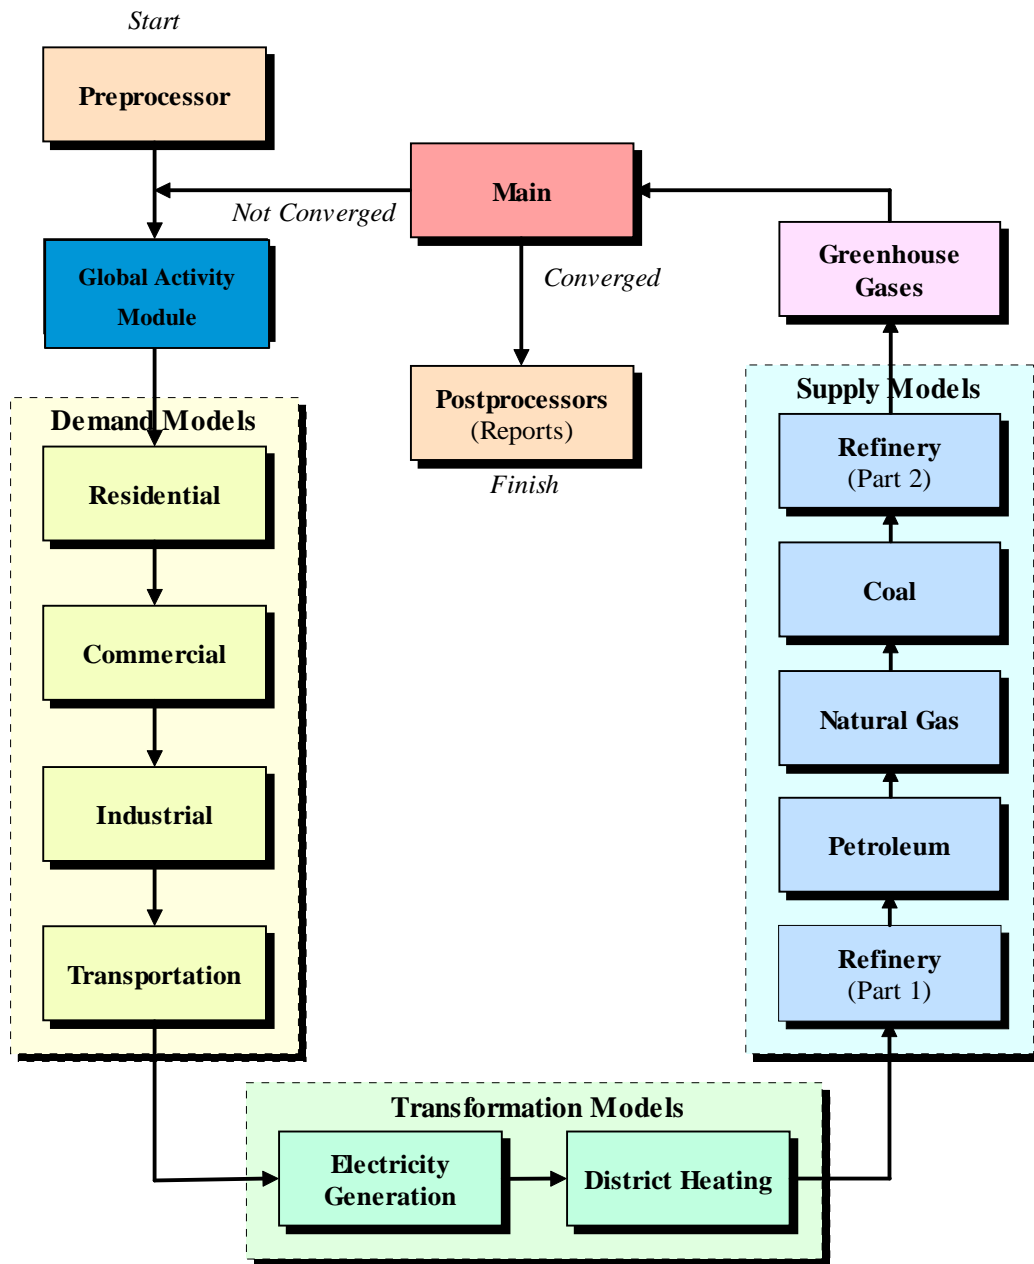 Start
Preprocessor
Main
Not Converged
Converged
Global Activity
Module
Greenhouse
Gases
Postprocessors
(Reports)
Finish
Demand Models
Residential
Commercial
Industrial
Transportation
Transformation Models
Electricity
Generation
District Heating
Supply Models
Refinery
(Part 2)
Coal
Natural Gas
Petroleum
Refinery
(Part 1)